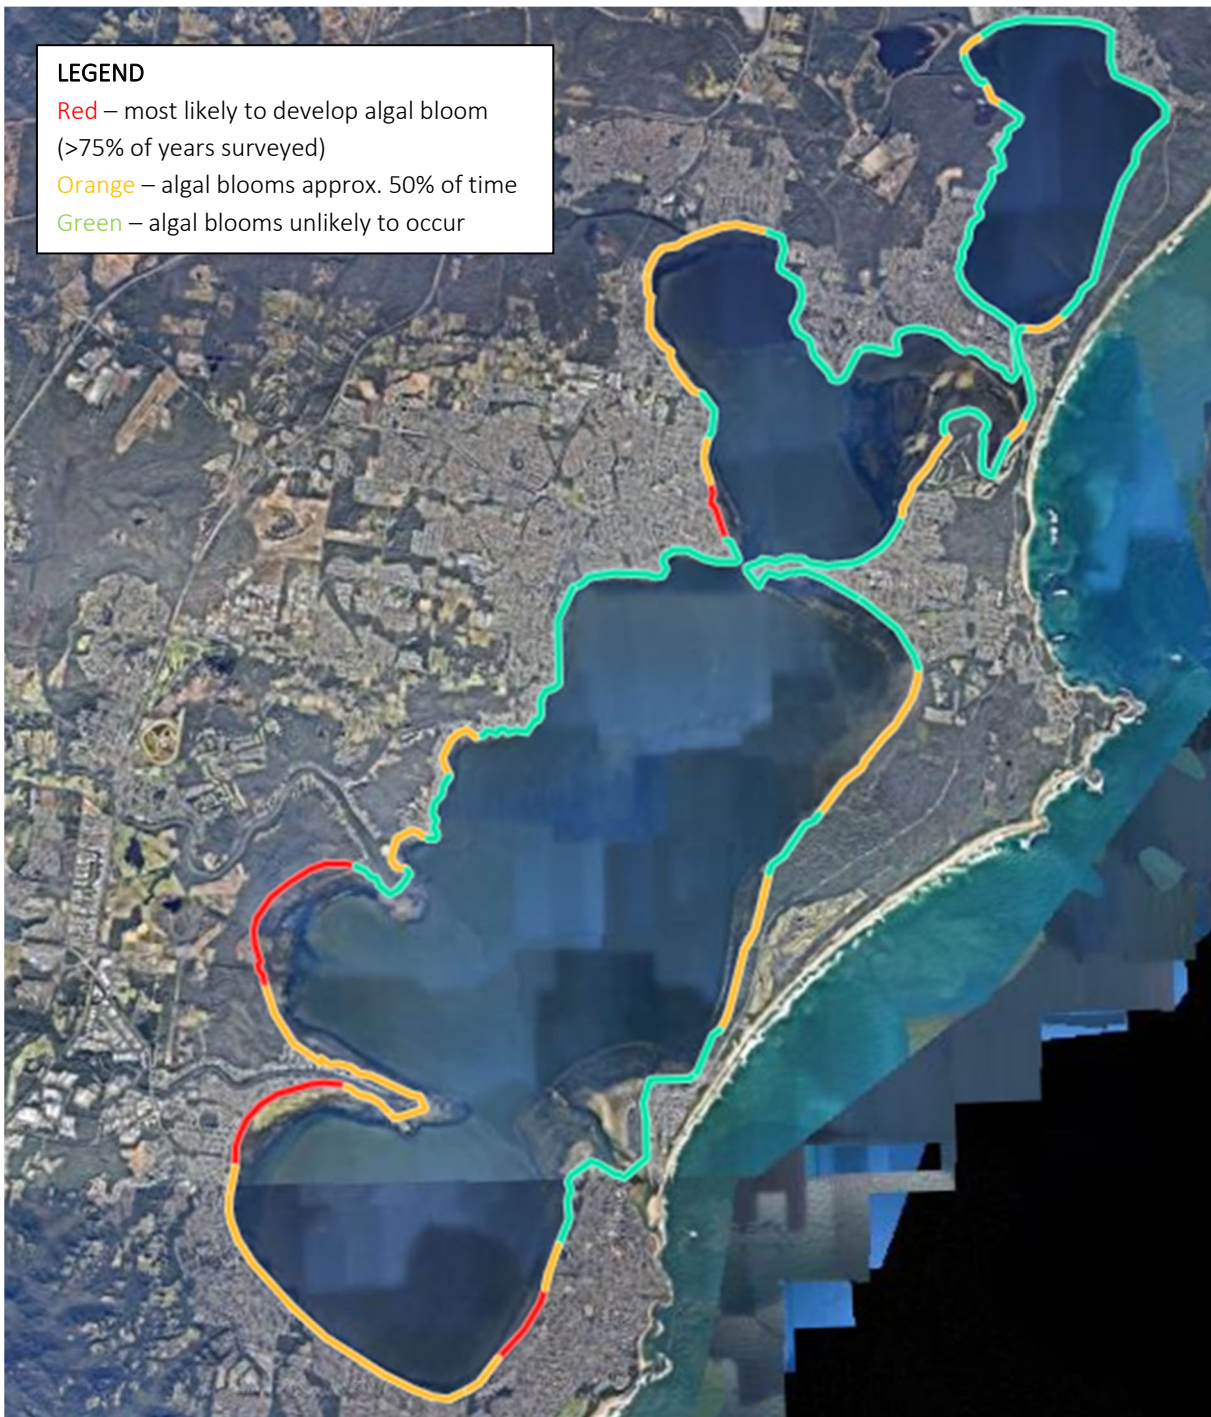 LEGEND
Red – most likely to develop algal bloom
(>75% of years surveyed)
Orange – algal blooms approx. 50% of time
Green – algal blooms unlikely to occur